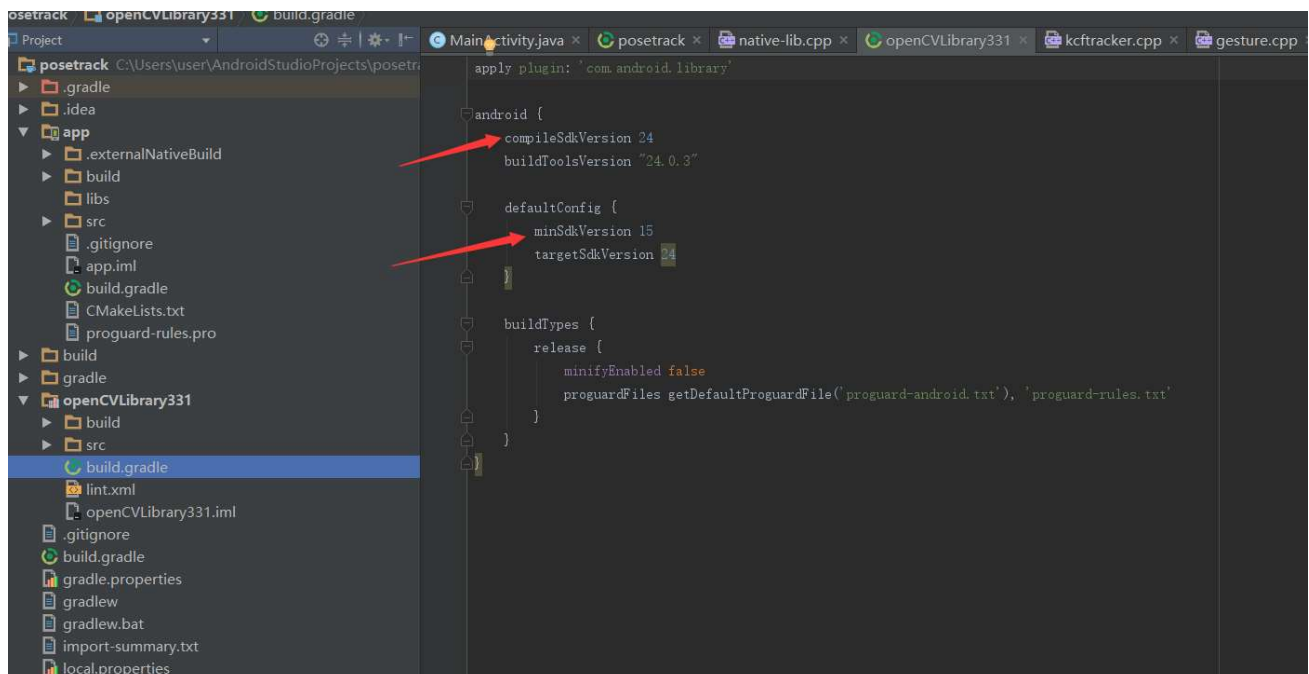 osetrack openCVLibrary331 build.gradle
Project
MainActivity.java × posetrack × native-lib.cpp × openCVLibrary331 × kcftracker.cpp × gesture.cpp
posetrack C:\Users\user\AndroidStudioProjects\posetra
.gradle
.idea
app
.externalNativeBuild
build
libs
src
.gitignore
app.iml
build.gradle
CMakeLists.txt
proguard-rules.pro
build
gradle
openCVLibrary331
build
src
build.gradle
lint.xml
openCVLibrary331.iml
.gitignore
build.gradle
gradle.properties
gradlew
gradlew.bat
import-summary.txt
local.properties
apply plugin: 'com.android.library'
android {
compileSdkVersion 24
buildToolsVersion "24.0.3"
defaultConfig {
minSdkVersion 15
targetSdkVersion 24
}
buildTypes {
release {
minifyEnabled false
proguardFiles getDefaultProguardFile('proguard-android.txt'), 'proguard-rules.txt'
}
}
}